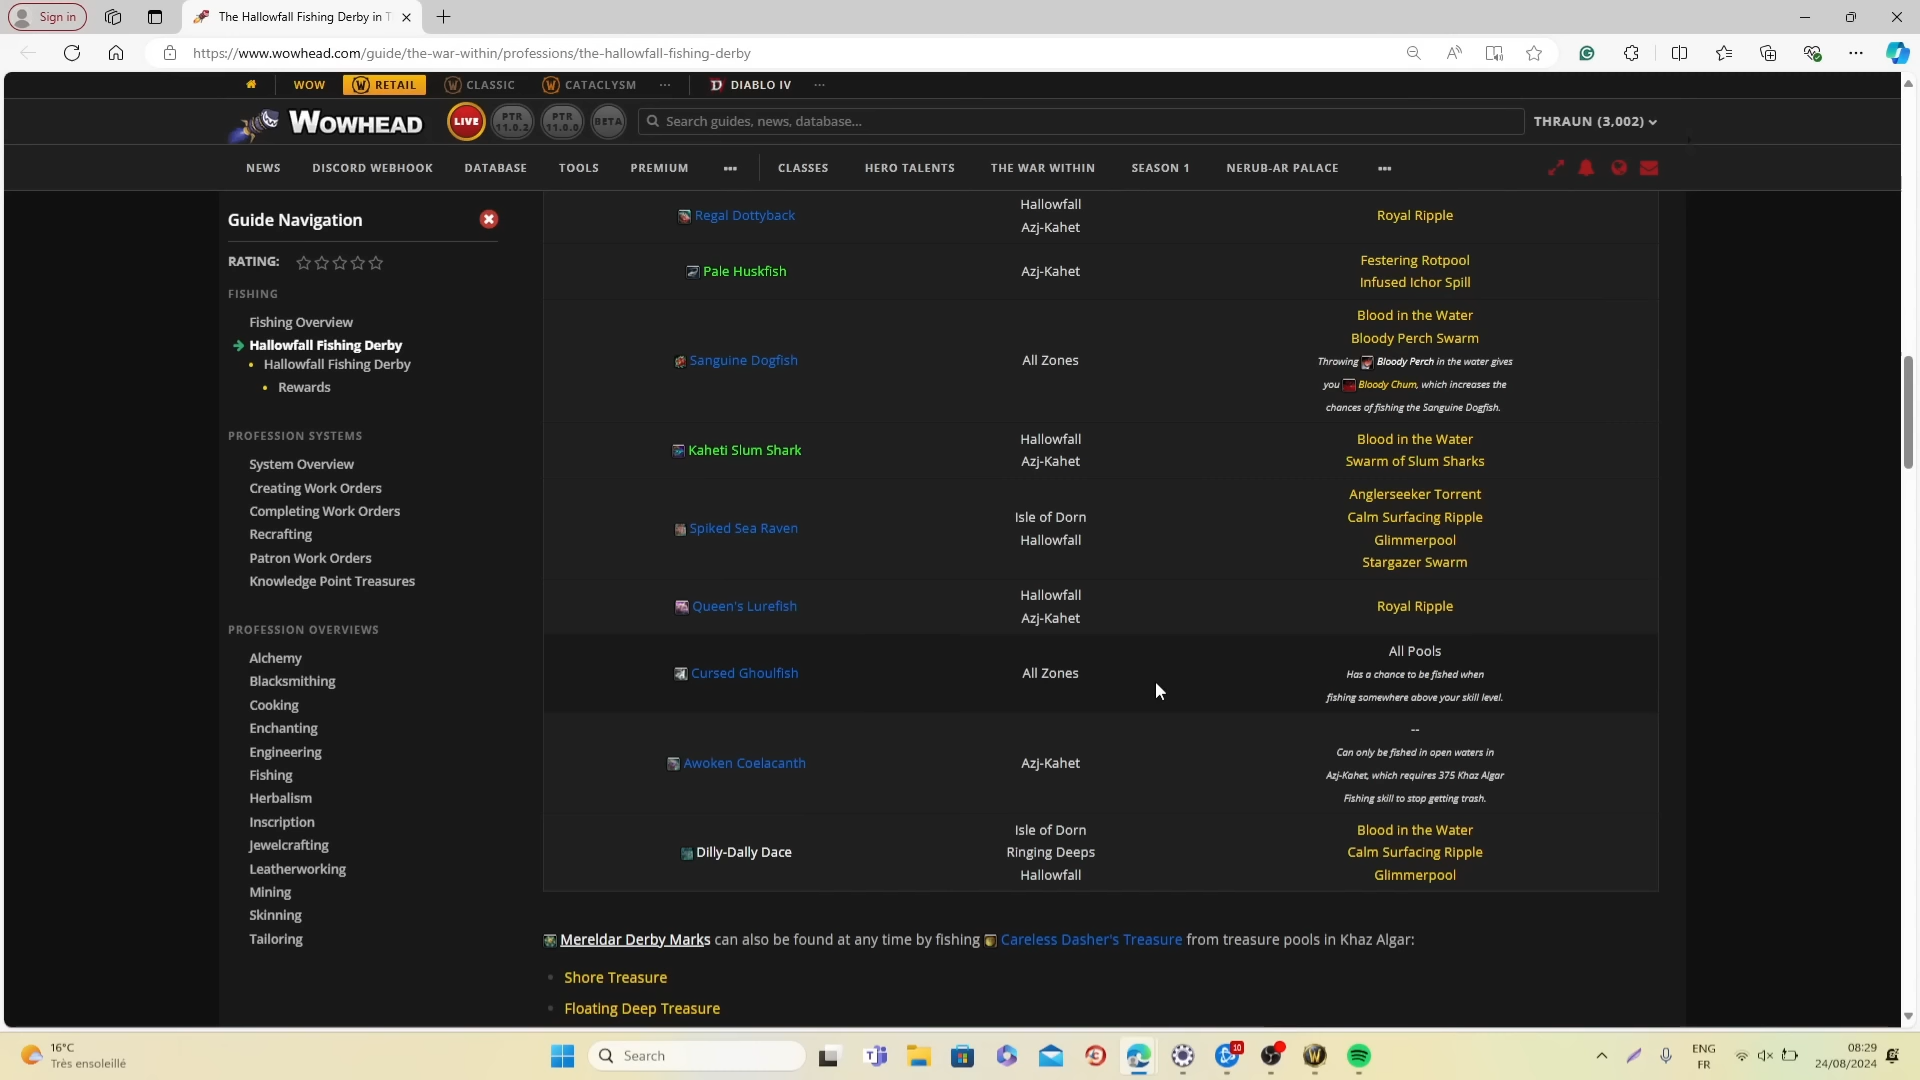 Sign in
The Hallowfall Fishing Derby in T
https://www.wowhead.com/guide/the-war-within/professions/the-hallowfall-fishing-derby
WOW
RETAIL
CLASSIC
CATACLYSM
DIABLO IV
WOWHEAD
LIVE
PTR
11.0.2
PTR
11.0.0
BETA
Search guides, news, database...
THRAUN (3,002)
NEWS
DISCORD WEBHOOK
DATABASE
TOOLS
PREMIUM
CLASSES
HERO TALENTS
THE WAR WITHIN
SEASON 1
NERUB-AR PALACE
Guide Navigation
RATING:
FISHING
Fishing Overview
Hallowfall Fishing Derby
Hallowfall Fishing Derby
Rewards
PROFESSION SYSTEMS
System Overview
Creating Work Orders
Completing Work Orders
Recrafting
Patron Work Orders
Knowledge Point Treasures
PROFESSION OVERVIEWS
Alchemy
Blacksmithing
Cooking
Enchanting
Engineering
Fishing
Herbalism
Inscription
Jewelcrafting
Leatherworking
Mining
Skinning
Tailoring
Regal Dottyback
Hallowfall
Azj-Kahet
Royal Ripple
Pale Huskfish
Azj-Kahet
Festering Rotpool
Infused Ichor Spill
Sanguine Dogfish
All Zones
Blood in the Water
Bloody Perch Swarm
Throwing Bloody Perch in the water gives
you Bloody Chum, which increases the
chances of fishing the Sanguine Dogfish.
Kaheti Slum Shark
Hallowfall
Azj-Kahet
Blood in the Water
Swarm of Slum Sharks
Spiked Sea Raven
Isle of Dorn
Hallowfall
Anglerseeker Torrent
Calm Surfacing Ripple
Glimmerpool
Stargazer Swarm
Queen's Lurefish
Hallowfall
Azj-Kahet
Royal Ripple
Cursed Ghoulfish
All Zones
All Pools
Has a chance to be fished when
fishing somewhere above your skill level.
Awoken Coelacanth
Azj-Kahet
--
Can only be fished in open waters in
Azj-Kahet, which requires 375 Khaz Algar
Fishing skill to stop getting trash.
Dilly-Dally Dace
Isle of Dorn
Ringing Deeps
Hallowfall
Blood in the Water
Calm Surfacing Ripple
Glimmerpool
Mereldar Derby Marks can also be found at any time by fishing Careless Dasher's Treasure from treasure pools in Khaz Algar:
Shore Treasure
Floating Deep Treasure
16°C
Très ensoleillé
Search
10
ENG
FR
08:29
24/08/2024